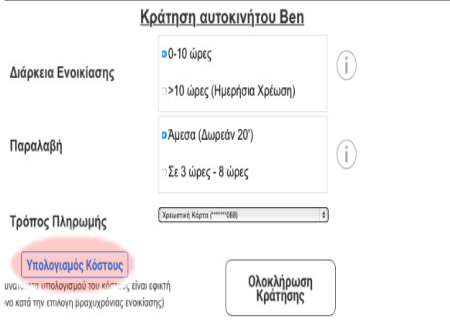 Κράτηση αυτοκινήτου Ben
Διάρκεια Ενοικίασης
0-10 ώρες
>10 ώρες (Ημερήσια Χρέωση)
Παραλαβή
Άμεσα (Δωρεάν 20')
Σε 3 ώρες - 8 ώρες
Τρόπος Πληρωμής
Χρεωστική Κάρτα (******088)
Υπολογισμός Κόστους
υπολογισμού του κόστους είναι εφικτή
νο κατά την επιλογή βραχυχρόνιας ενοικίασης)
Ολοκλήρωση
Κράτησης